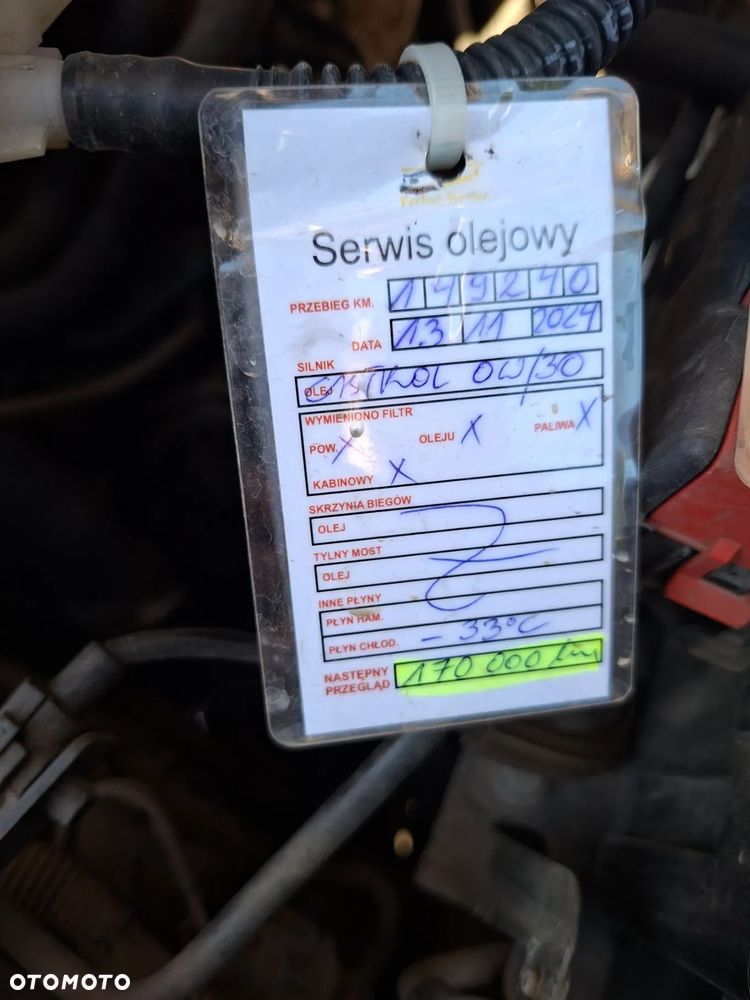 Serwis olejowy
PRZEBIEG KM. 149240
DATA 13 11 2024
SILNIK
OLEJ CASTROL 0W/30
WYMIENIONO FILTR
POW. X OLEJU X PALIWA X
KABINOWY X
SKRZYNIA BIEGÓW
OLEJ
TYLNY MOST
OLEJ
INNE PŁYNY
PŁYN HAM.
PŁYN CHŁOD. - 33°C
NASTĘPNY PRZEGLĄD 170 000 km
OTOMOTO